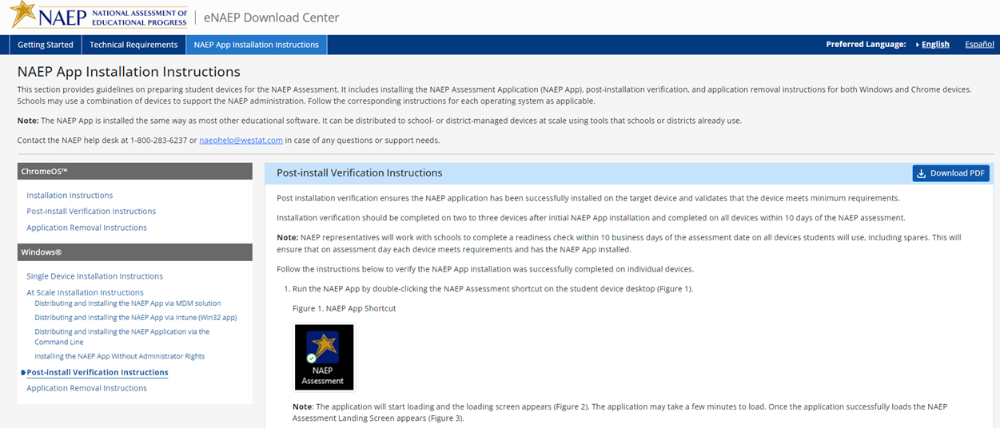 NAEP NATIONAL ASSESSMENT OF
EDUCATIONAL PROGRESS
eNAEP Download Center
Getting Started
Technical Requirements
NAEP App Installation Instructions
Preferred Language:
English
Español
NAEP App Installation Instructions
This section provides guidelines on preparing student devices for the NAEP Assessment. It includes installing the NAEP Assessment Application (NAEP App), post-installation verification, and application removal instructions for both Windows and Chrome devices.
Schools may use a combination of devices to support the NAEP administration. Follow the corresponding instructions for each operating system as applicable.
Note: The NAEP App is installed the same way as most other educational software. It can be distributed to school- or district-managed devices at scale using tools that schools or districts already use.
Contact the NAEP help desk at 1-800-283-6237 or naephelp@westat.com in case of any questions or support needs.
ChromeOS™
Installation Instructions
Post-install Verification Instructions
Application Removal Instructions
Windows®
Single Device Installation Instructions
At Scale Installation Instructions
Distributing and Installing the NAEP App via MDM solution
Distributing and Installing the NAEP App via Intune (Win32 app)
Distributing and Installing the NAEP Application via the
Command Line
Installing the NAEP App Without Administrator Rights
Post-install Verification Instructions
Application Removal Instructions
Post-install Verification Instructions
Download PDF
Post installation verification ensures the NAEP application has been successfully installed on the target device and validates that the device meets minimum requirements.
Installation verification should be completed on two to three devices after initial NAEP App installation and completed on all devices within 10 days of the NAEP assessment.
Note: NAEP representatives will work with schools to complete a readiness check within 10 business days of the assessment date on all devices students will use, including spares. This will
ensure that on assessment day each device meets requirements and has the NAEP App installed.
Follow the instructions below to verify the NAEP App installation was successfully completed on individual devices.
1. Run the NAEP App by double-clicking the NAEP Assessment shortcut on the student device desktop (Figure 1).
Figure 1. NAEP App Shortcut
NAEP
Assessment
Note: The application will start loading and the loading screen appears (Figure 2). The application may take a few minutes to load. Once the application successfully loads the NAEP
Assessment Landing Screen appears (Figure 3).